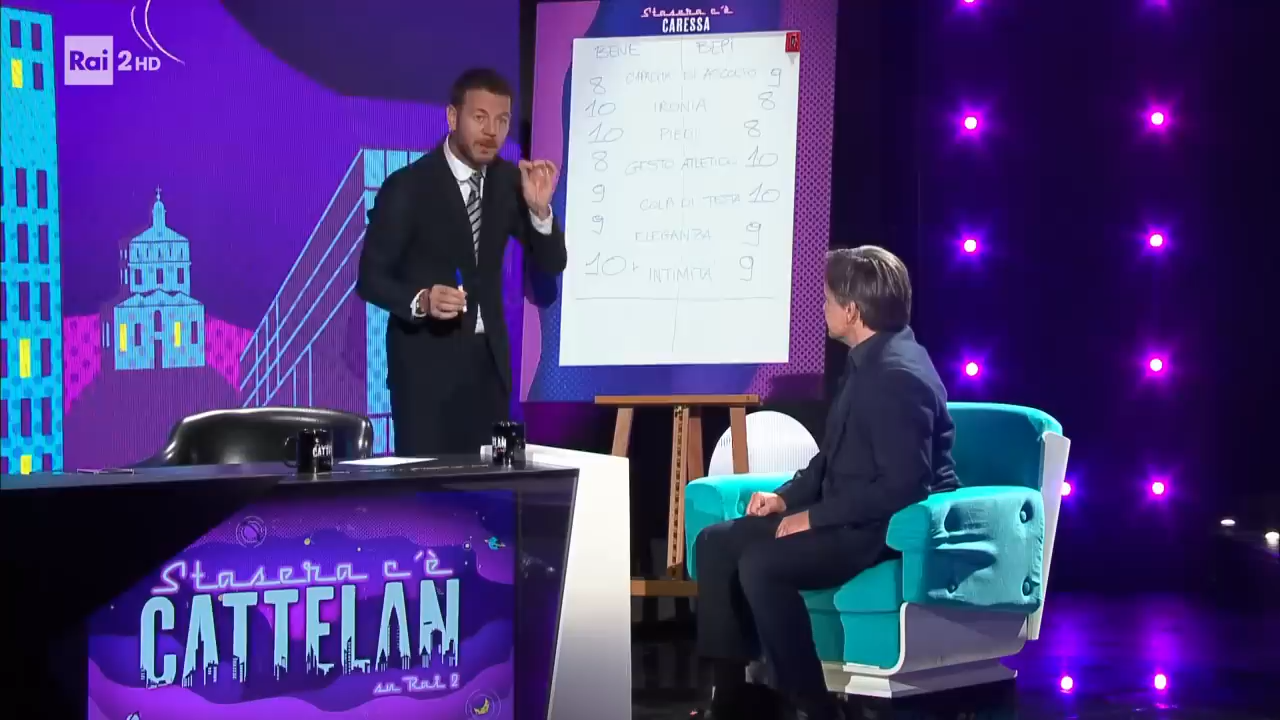 Rai 2HD
Stasera c'è
CARESSA
BENE BEPI
8 CAPACITÀ DI ASCOLTO 9
10 IRONIA 8
10 PIEDI 8
8 GESTO ATLETICO 10
9 COLPO DI TESTA 10
9 ELEGANZA 9
10+ INTIMITÀ 9
Stasera c'è
CATTELAN
su Rai 2